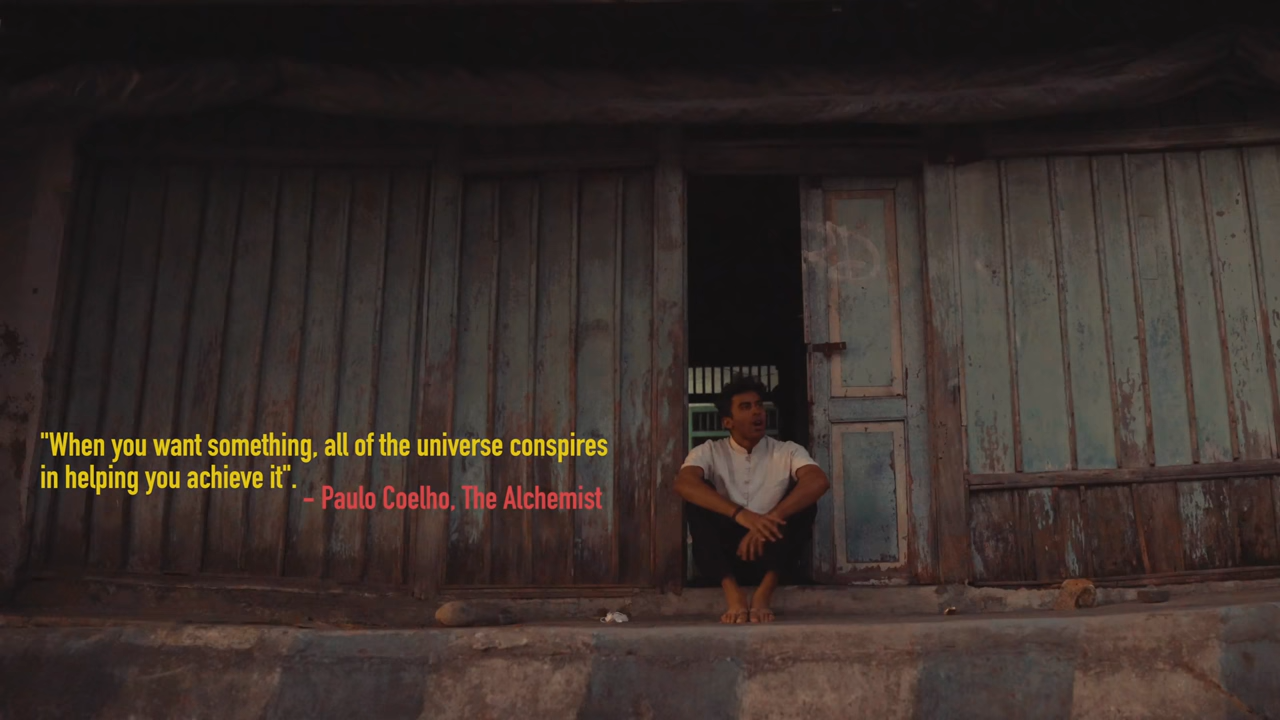 "When you want something, all of the universe conspires
in helping you achieve it".
- Paulo Coelho, The Alchemist